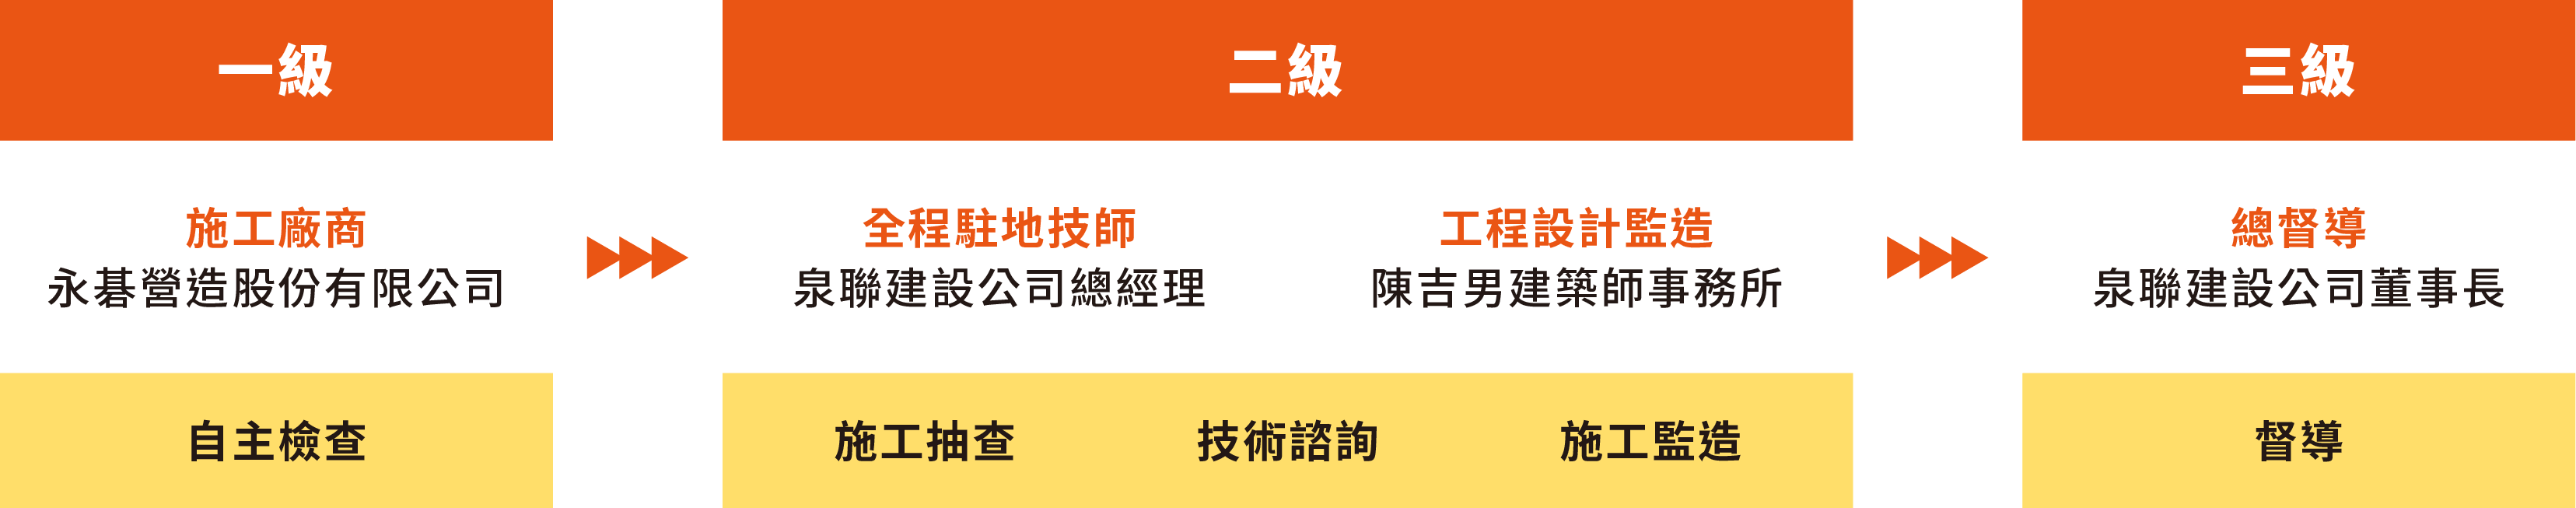 一級
施工廠商
永碁營造股份有限公司
自主檢查
二級
全程駐地技師
泉聯建設公司總經理
工程設計監造
陳吉男建築師事務所
施工抽查
技術諮詢
施工監造
三級
總督導
泉聯建設公司董事長
督導